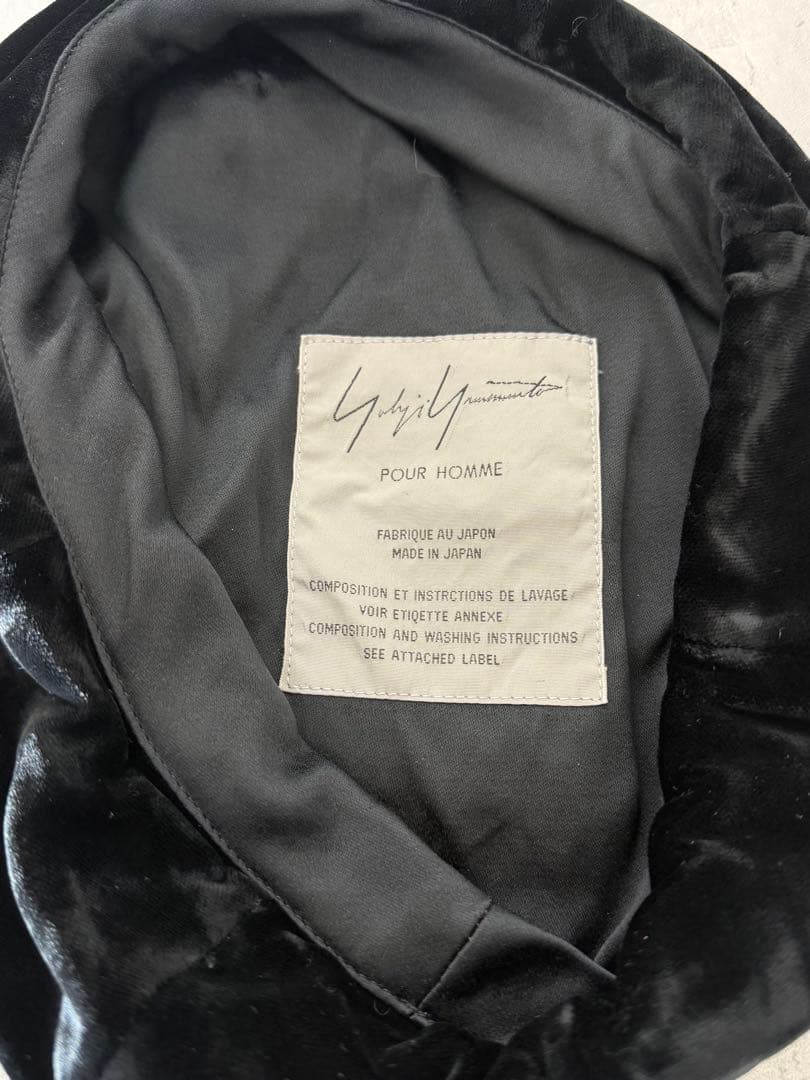 Yohji Yamamoto
POUR HOMME
FABRIQUE AU JAPON
MADE IN JAPAN
COMPOSITION ET INSTRCTIONS DE LAVAGE
VOIR ETIQETTE ANNEXE
COMPOSITION AND WASHING INSTRUCTIONS
SEE ATTACHED LABEL